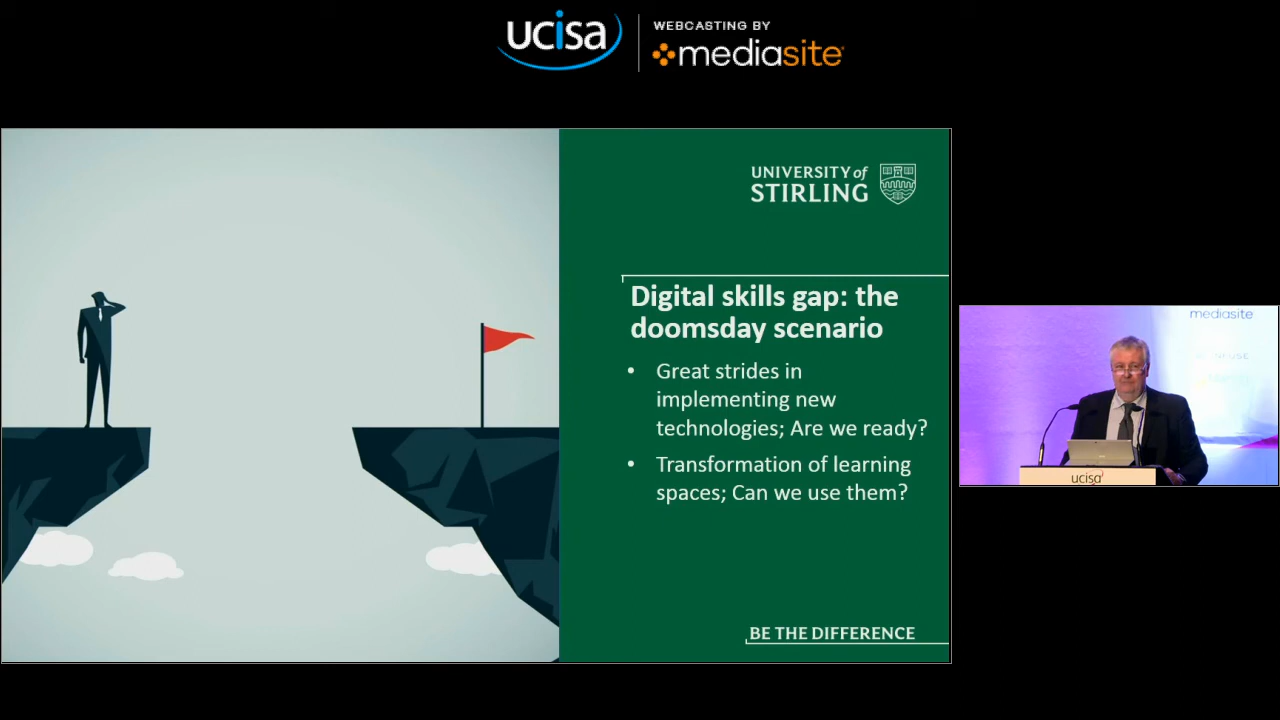 ucisa
WEBCASTING BY
mediasite
UNIVERSITY of
STIRLING
Digital skills gap: the
doomsday scenario
• Great strides in
implementing new
technologies; Are we ready?
• Transformation of learning
spaces; Can we use them?
BE THE DIFFERENCE
mediasite
ucisa